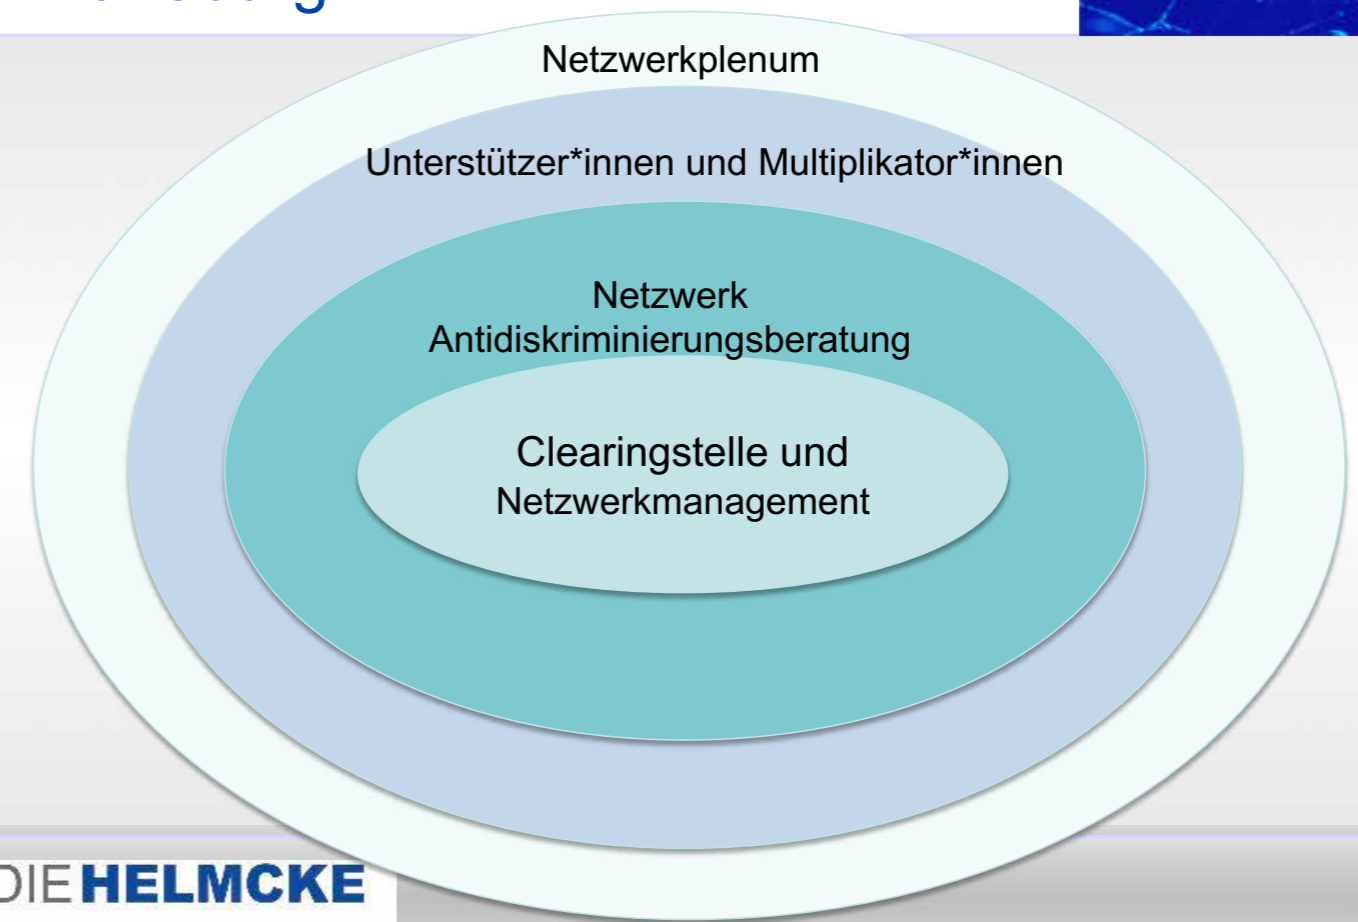 Netzwerkplenum
Unterstützer*innen und Multiplikator*innen
Netzwerk
Antidiskriminierungsberatung
Clearingstelle und
Netzwerkmanagement
DIE HELMCKE